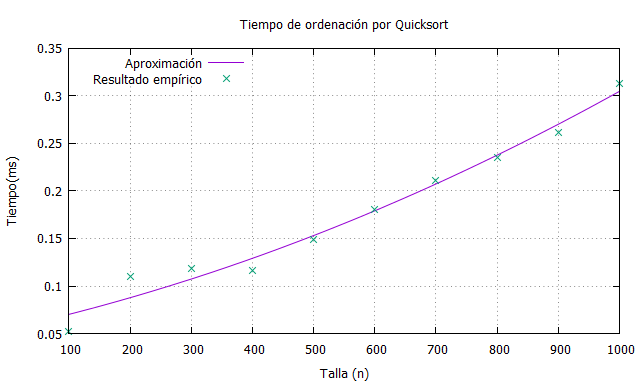 Tiempo de ordenación por Quicksort
0.35
0.3
0.25
0.2
0.15
0.1
0.05
Tiempo(ms)
Aproximación
Resultado empírico
100 200 300 400 500 600 700 800 900 1000
Talla (n)